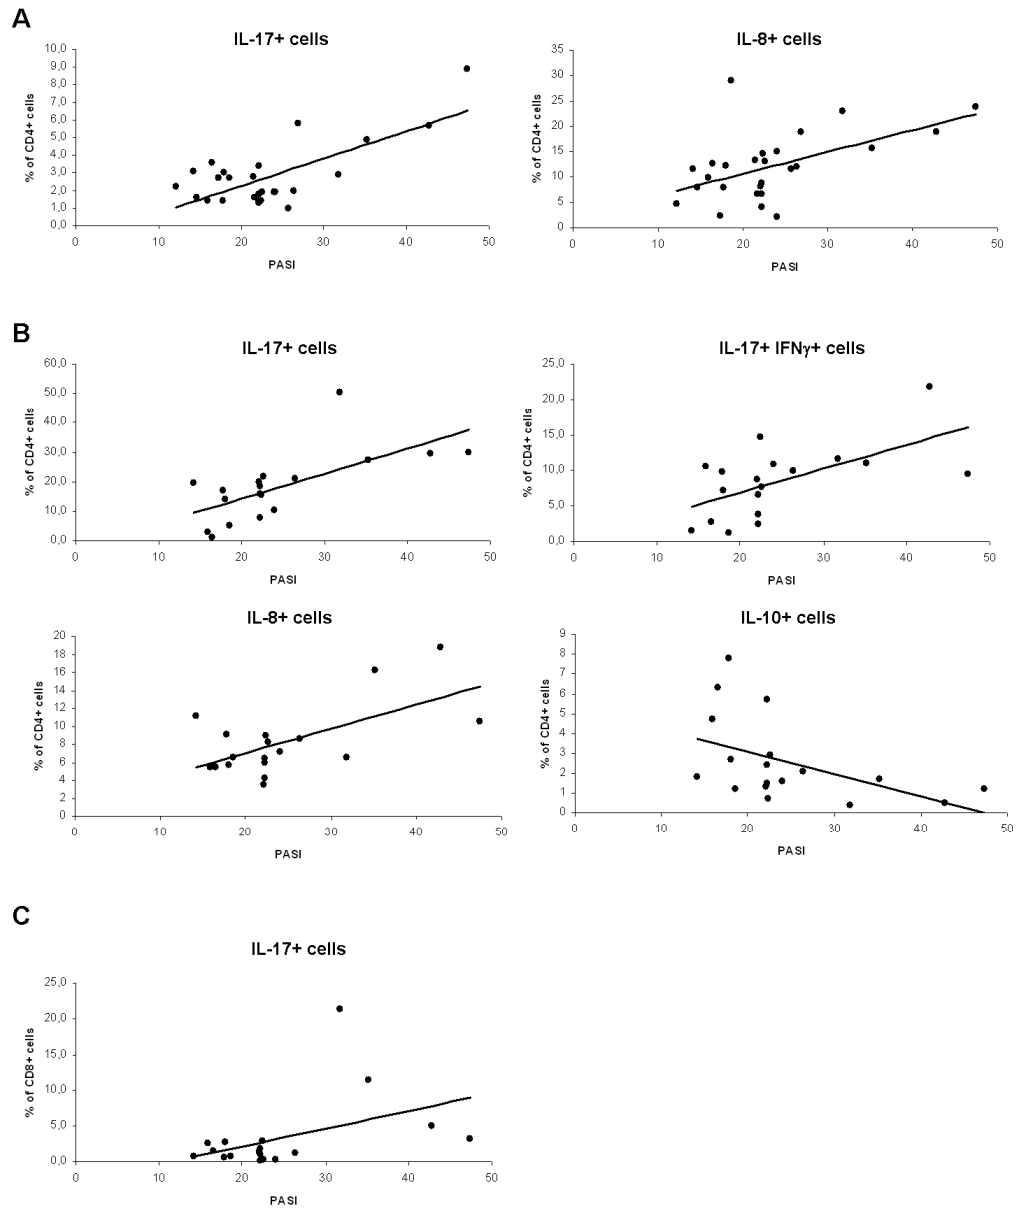 A
IL-17+ cells
% of CD4+ cells
10,0
9,0
8,0
7,0
6,0
5,0
4,0
3,0
2,0
1,0
0,0
0 10 20 30 40 50
PASI
IL-8+ cells
% of CD4+ cells
35
30
25
20
15
10
5
0
0 10 20 30 40 50
PASI
B
IL-17+ cells
% of CD4+ cells
60,0
50,0
40,0
30,0
20,0
10,0
0,0
0 10 20 30 40 50
PASI
IL-17+ IFNγ+ cells
% of CD4+ cells
25,0
20,0
15,0
10,0
5,0
0,0
0 10 20 30 40 50
PASI
IL-8+ cells
% of CD4+ cells
20
18
16
14
12
10
8
6
4
2
0
0 10 20 30 40 50
PASI
IL-10+ cells
% of CD4+ cells
9
8
7
6
5
4
3
2
1
0
0 10 20 30 40 50
PASI
C
IL-17+ cells
% of CD8+ cells
25,0
20,0
15,0
10,0
5,0
0,0
0 10 20 30 40 50
PASI